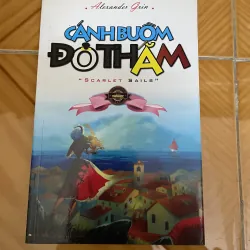 Alexander Grin
CÁNH BUỒM
ĐỎ THẮM
"SCARLET SAILS"